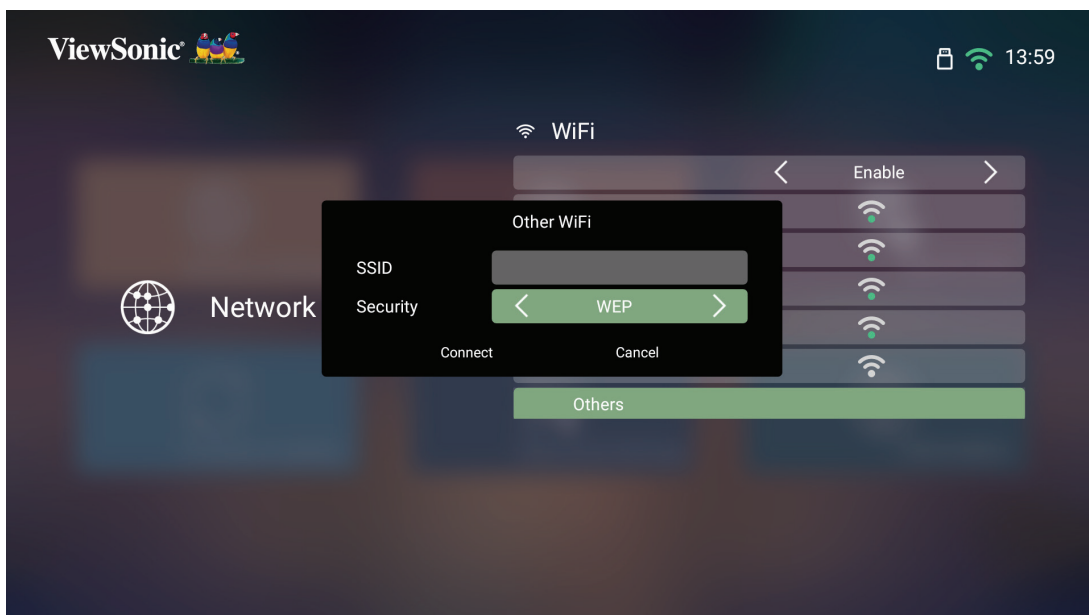 ViewSonic®
13:59
WiFi
Enable
Other WiFi
SSID
Network
Security
WEP
Connect
Cancel
Others